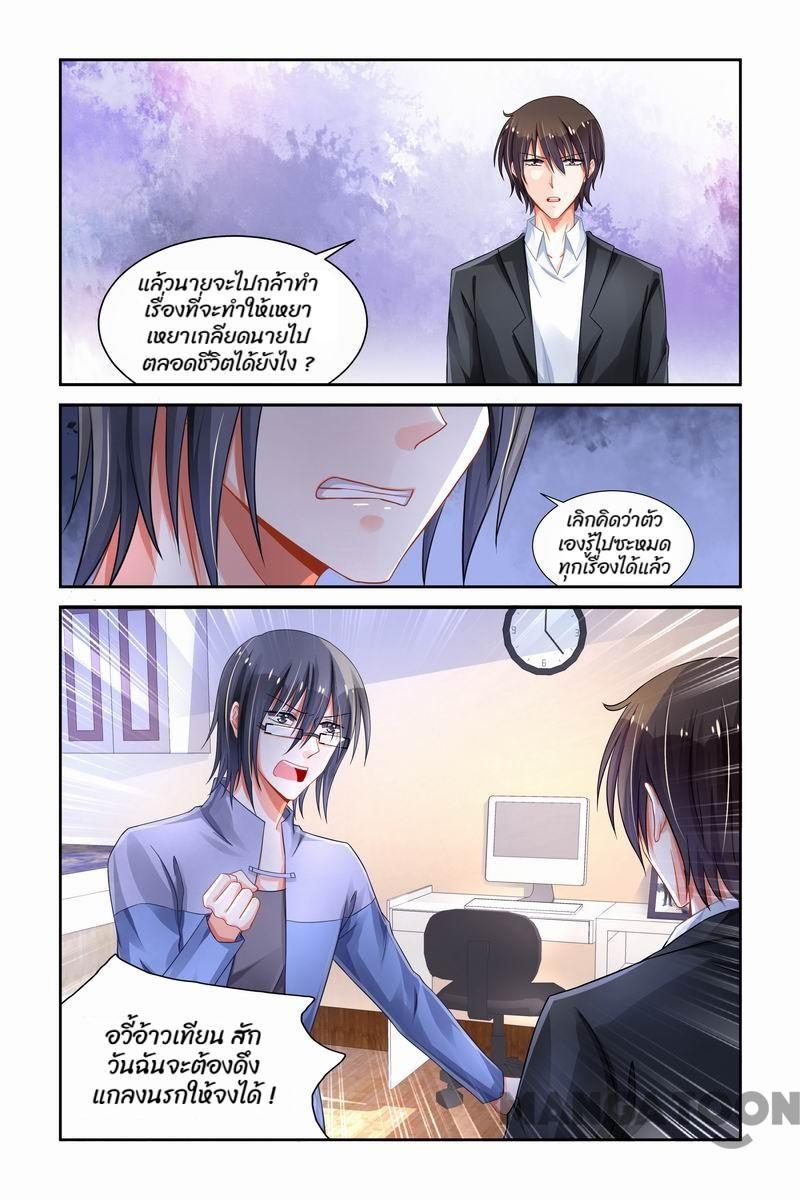 แล้วนายจะไปกล้าทำ
เรื่องที่จะทำให้เหยา
เหยาเกลียดนายไป
ตลอดชีวิตได้ยังไง ?
เลิกคิดว่าตัว
เองรู้ไปซะหมด
ทุกเรื่องได้แล้ว
9
3
6
อวี้อ้าวเทียน สัก
วันฉันจะต้องดึง
แกลงนรกให้จงได้ !
MANGATOON